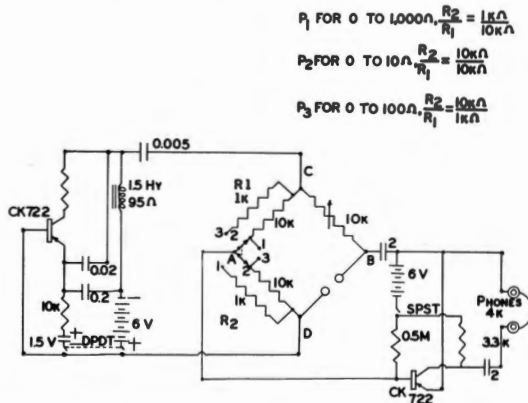 P1 FOR 0 TO 1,000Ω, R2/R1 = 1KΩ/10KΩ
P2 FOR 0 TO 10Ω, R2/R1 = 10KΩ/10KΩ
P3 FOR 0 TO 100Ω, R2/R1 = 10KΩ/1KΩ
0.005
C
1.5 HY
95Ω
R1
1K
10K
10K
CK722
3
2
1
A
3
2
B
2
0.02
1
10K
6 V
PHONES
4K
0.2
1K
SPST
10K
R2
D
6 V
0.5M
3.3K
1.5 V
+
DPDT
+
CK
722
2